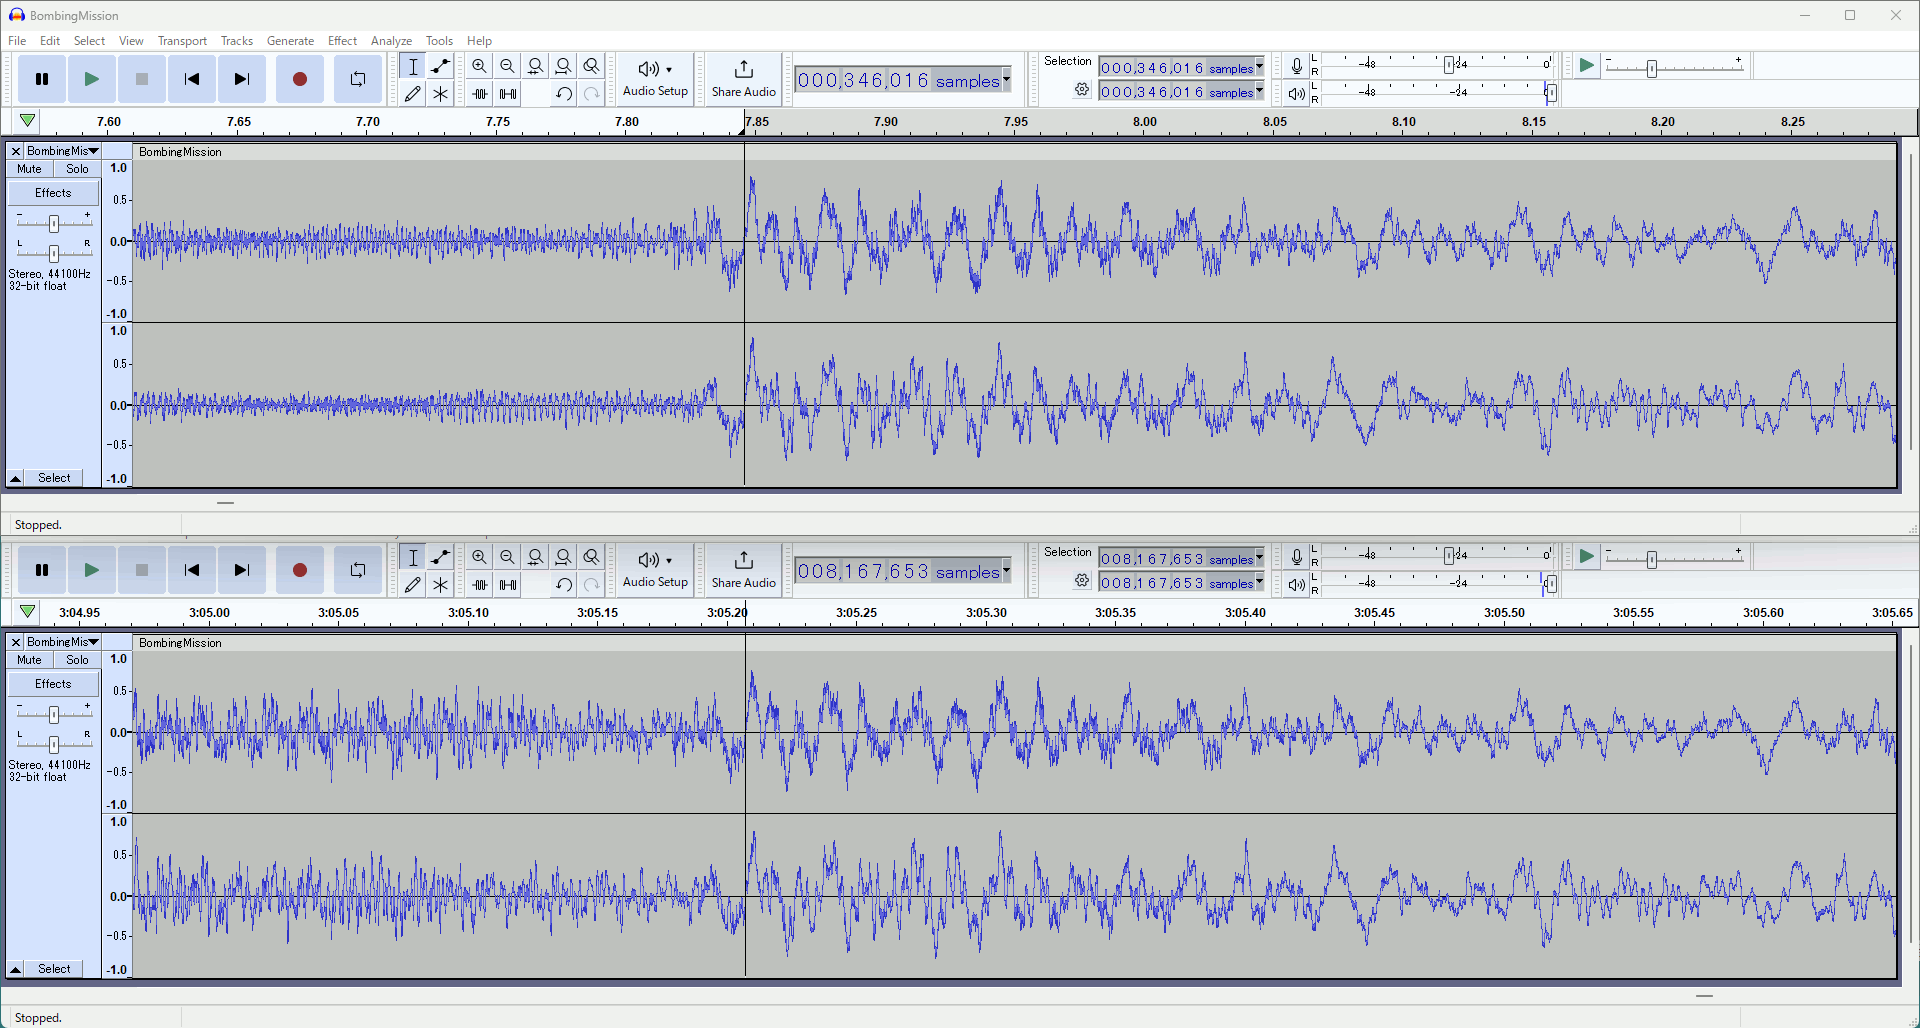 BombingMission
File Edit Select View Transport Tracks Generate Effect Analyze Tools Help
Audio Setup
Share Audio
000,346,016 samples
Selection
000,346,016 samples
000,346,016 samples
L
R
-48 -24 0
L
R
-48 -24 0
- +
7.60 7.65 7.70 7.75 7.80 7.85 7.90 7.95 8.00 8.05 8.10 8.15 8.20 8.25
BombingMis
BombingMission
Mute Solo
Effects
- +
L R
Stereo, 44100Hz
32-bit float
Select
1.0
0.5
0.0
-0.5
-1.0
1.0
0.5
0.0
-0.5
-1.0
Stopped.
Audio Setup
Share Audio
008,167,653 samples
Selection
008,167,653 samples
008,167,653 samples
L
R
-48 -24 0
L
R
-48 -24 0
- +
3:04.95 3:05.00 3:05.05 3:05.10 3:05.15 3:05.20 3:05.25 3:05.30 3:05.35 3:05.40 3:05.45 3:05.50 3:05.55 3:05.60 3:05.65
BombingMis
BombingMission
Mute Solo
Effects
- +
L R
Stereo, 44100Hz
32-bit float
Select
1.0
0.5
0.0
-0.5
-1.0
1.0
0.5
0.0
-0.5
-1.0
Stopped.